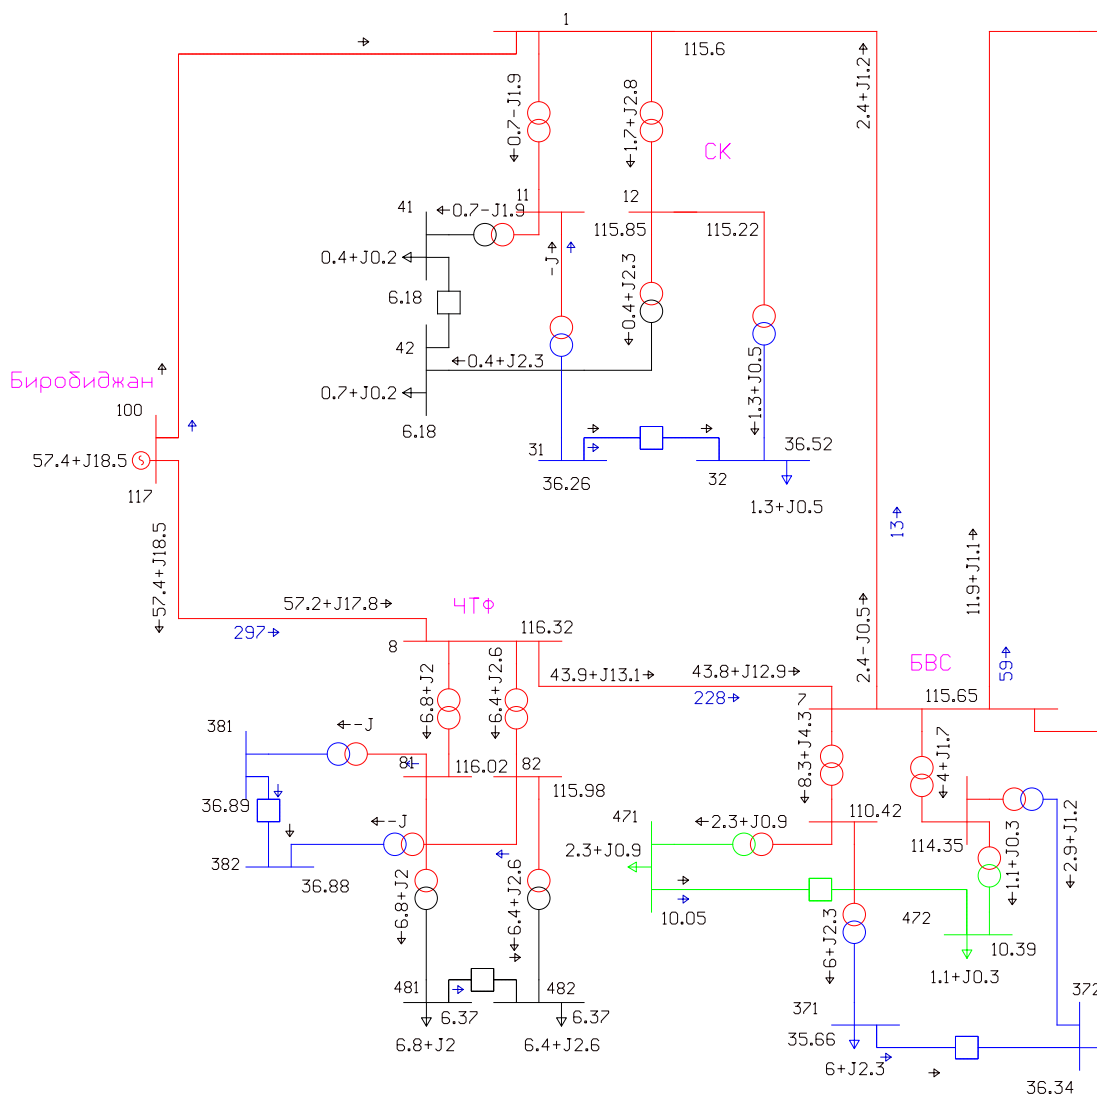 1
115.6
0.7-J1.9
1.7+J2.8
2.4+J1.2
СК
41
11
12
0.7-J1.9
115.85
115.22
0.4+J0.2
-J
0.4+J2.3
6.18
42
0.4+J2.3
1.3+J0.5
Биробиджан
0.7+J0.2
100
6.18
31
36.52
57.4+J18.5
117
36.26
32
1.3+J0.5
13
57.4+J18.5
11.9+J1.1
57.2+J17.8
ЧТФ
297
8
116.32
2.4-J0.5
БВС
6.8+J2
6.4+J2.6
43.9+J13.1
43.8+J12.9
59
228
7
115.65
381
-J
8.3+J4.3
4+J1.7
81
116.02
82
115.98
36.89
-J
471
2.3+J0.9
110.42
114.35
1.1+J0.3
2.9+J1.2
382
36.88
2.3+J0.9
6.8+J2
6.4+J2.6
10.05
472
10.39
6+J2.3
1.1+J0.3
481
482
372
6.37
6.37
371
35.66
6.8+J2
6.4+J2.6
6+J2.3
36.34